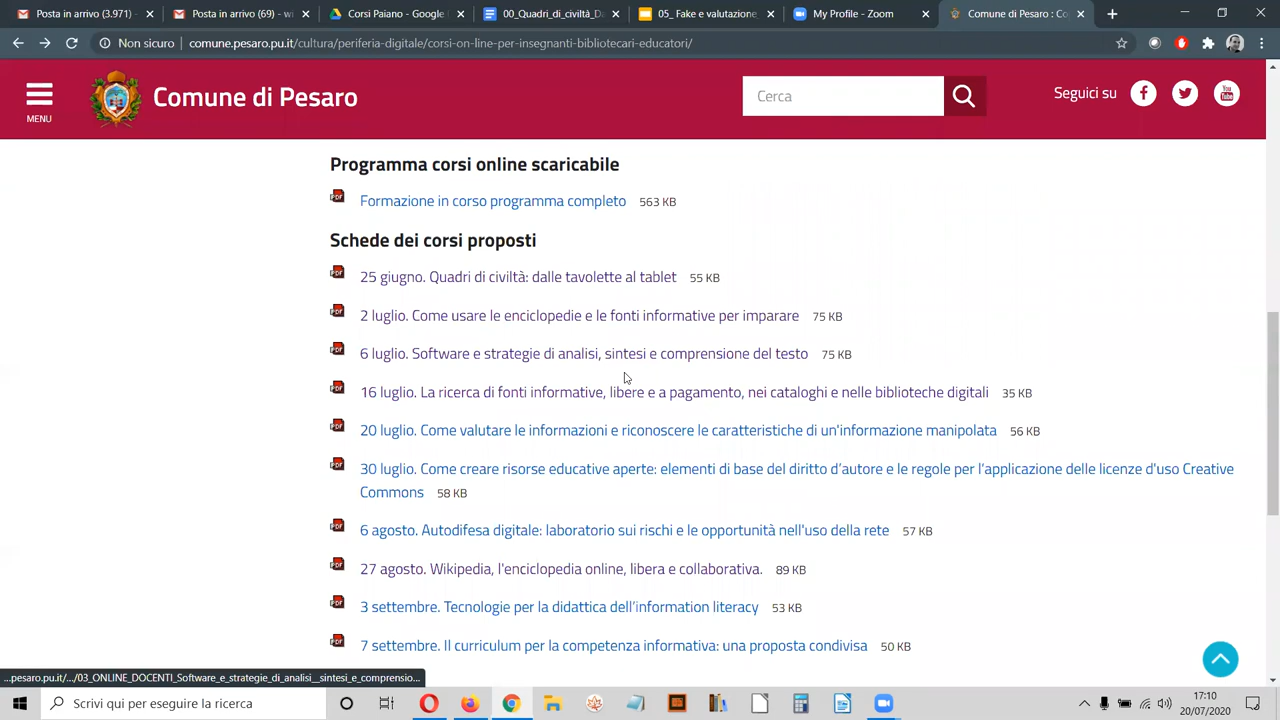 Posta in arrivo (3.971) -
Posta in arrivo (69) - w
Corsi Paiano - Google
00_Quadri_di_civiltà_Da
05_ Fake e valutazione_
My Profile - Zoom
Comune di Pesaro : Co
Non sicuro
comune.pesaro.pu.it/cultura/periferia-digitale/corsi-on-line-per-insegnanti-bibliotecari-educatori/
MENU
Comune di Pesaro
Cerca
Seguici su
Programma corsi online scaricabile
Formazione in corso programma completo 563 KB
Schede dei corsi proposti
25 giugno. Quadri di civiltà: dalle tavolette al tablet 55 KB
2 luglio. Come usare le enciclopedie e le fonti informative per imparare 75 KB
6 luglio. Software e strategie di analisi, sintesi e comprensione del testo 75 KB
16 luglio. La ricerca di fonti informative, libere e a pagamento, nei cataloghi e nelle biblioteche digitali 35 KB
20 luglio. Come valutare le informazioni e riconoscere le caratteristiche di un'informazione manipolata 56 KB
30 luglio. Come creare risorse educative aperte: elementi di base del diritto d’autore e le regole per l’applicazione delle licenze d'uso Creative
Commons 58 KB
6 agosto. Autodifesa digitale: laboratorio sui rischi e le opportunità nell'uso della rete 57 KB
27 agosto. Wikipedia, l'enciclopedia online, libera e collaborativa. 89 KB
3 settembre. Tecnologie per la didattica dell’information literacy 53 KB
7 settembre. Il curriculum per la competenza informativa: una proposta condivisa 50 KB
...pesaro.pu.it/.../03_ONLINE_DOCENTI_Software_e_strategie_di_analisi__sintesi_e_comprensio...
Scrivi qui per eseguire la ricerca
17:10
20/07/2020